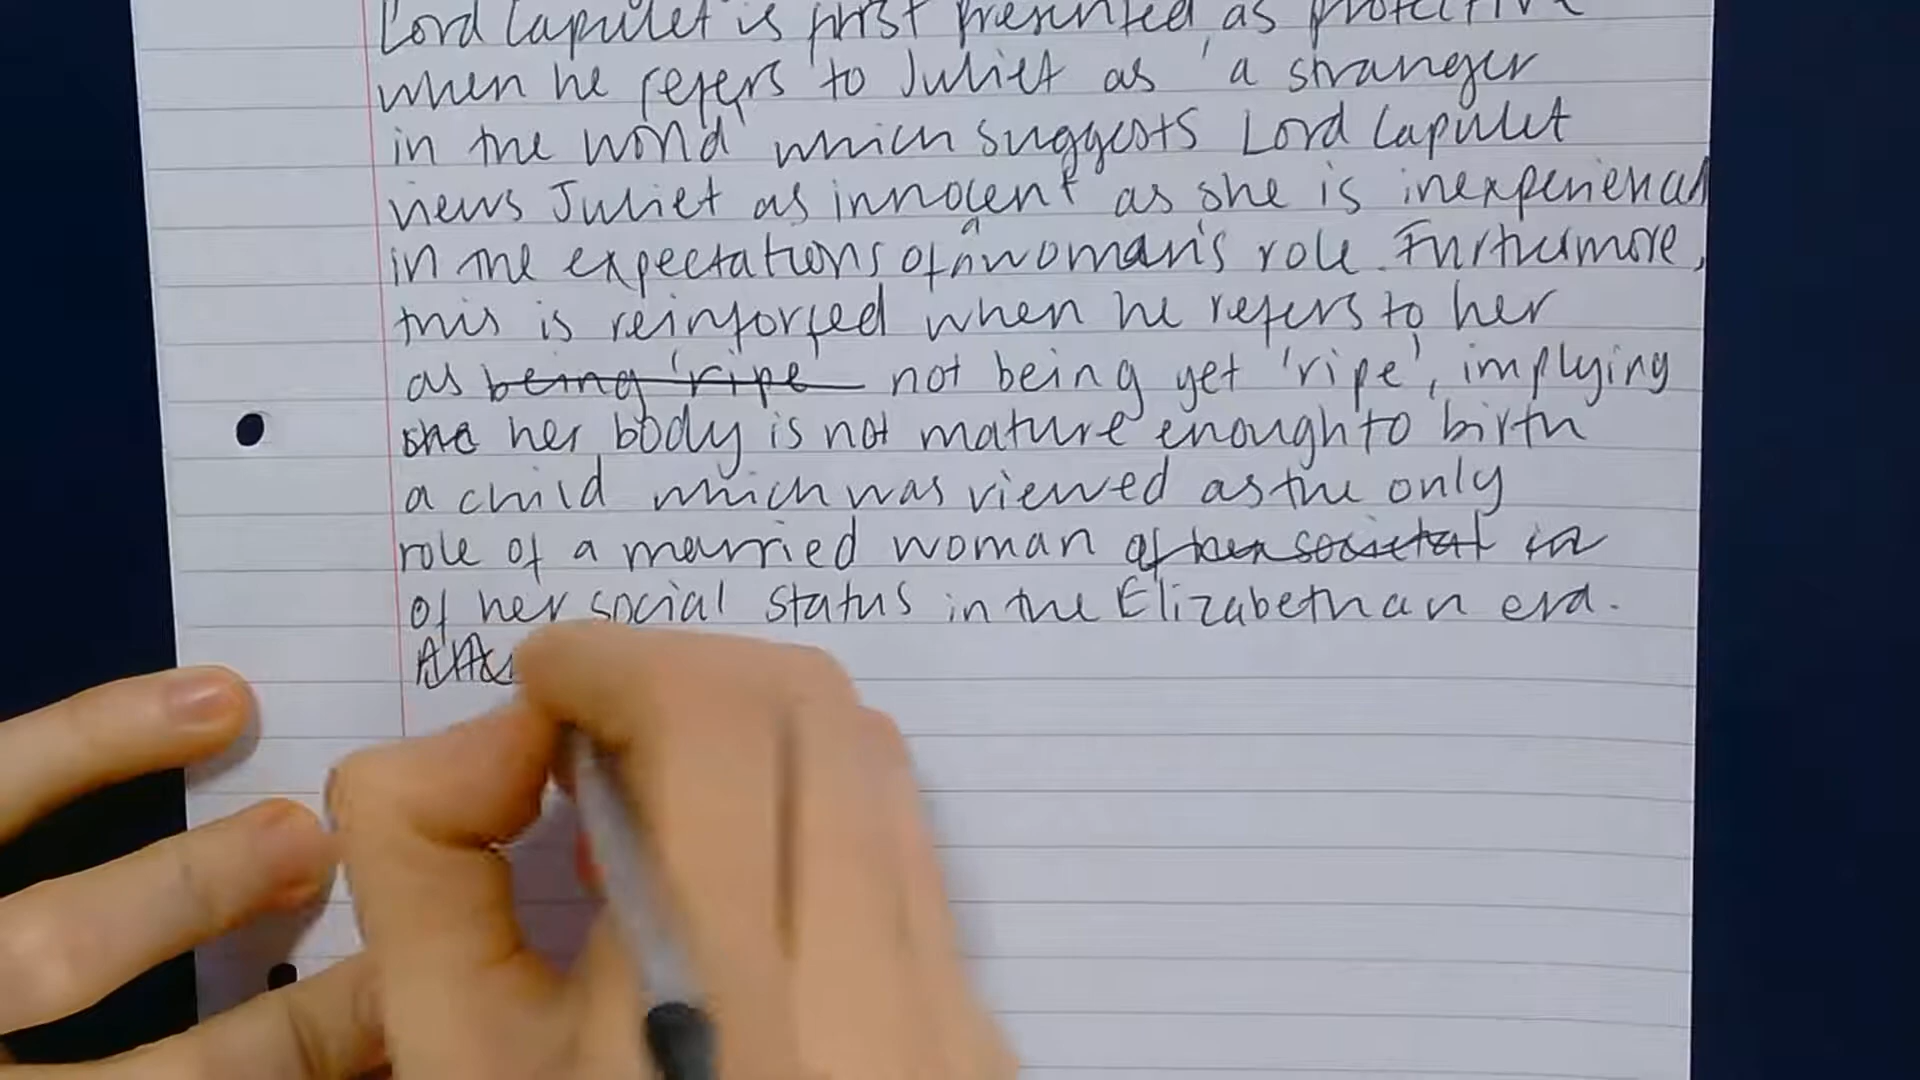 Lord Capulet is first presented as protective
when he refers to Juliet as 'a stranger
in the world' which suggests Lord Capulet
views Juliet as innocent as she is inexperienced
in the expectations of a woman's role. Furthermore,
this is reinforced when he refers to her
as being 'ripe not being yet 'ripe', implying
she her body is not mature enough to birth
a child which was viewed as the only
role of a married woman of her societal in
of her social status in the Elizabethan era.